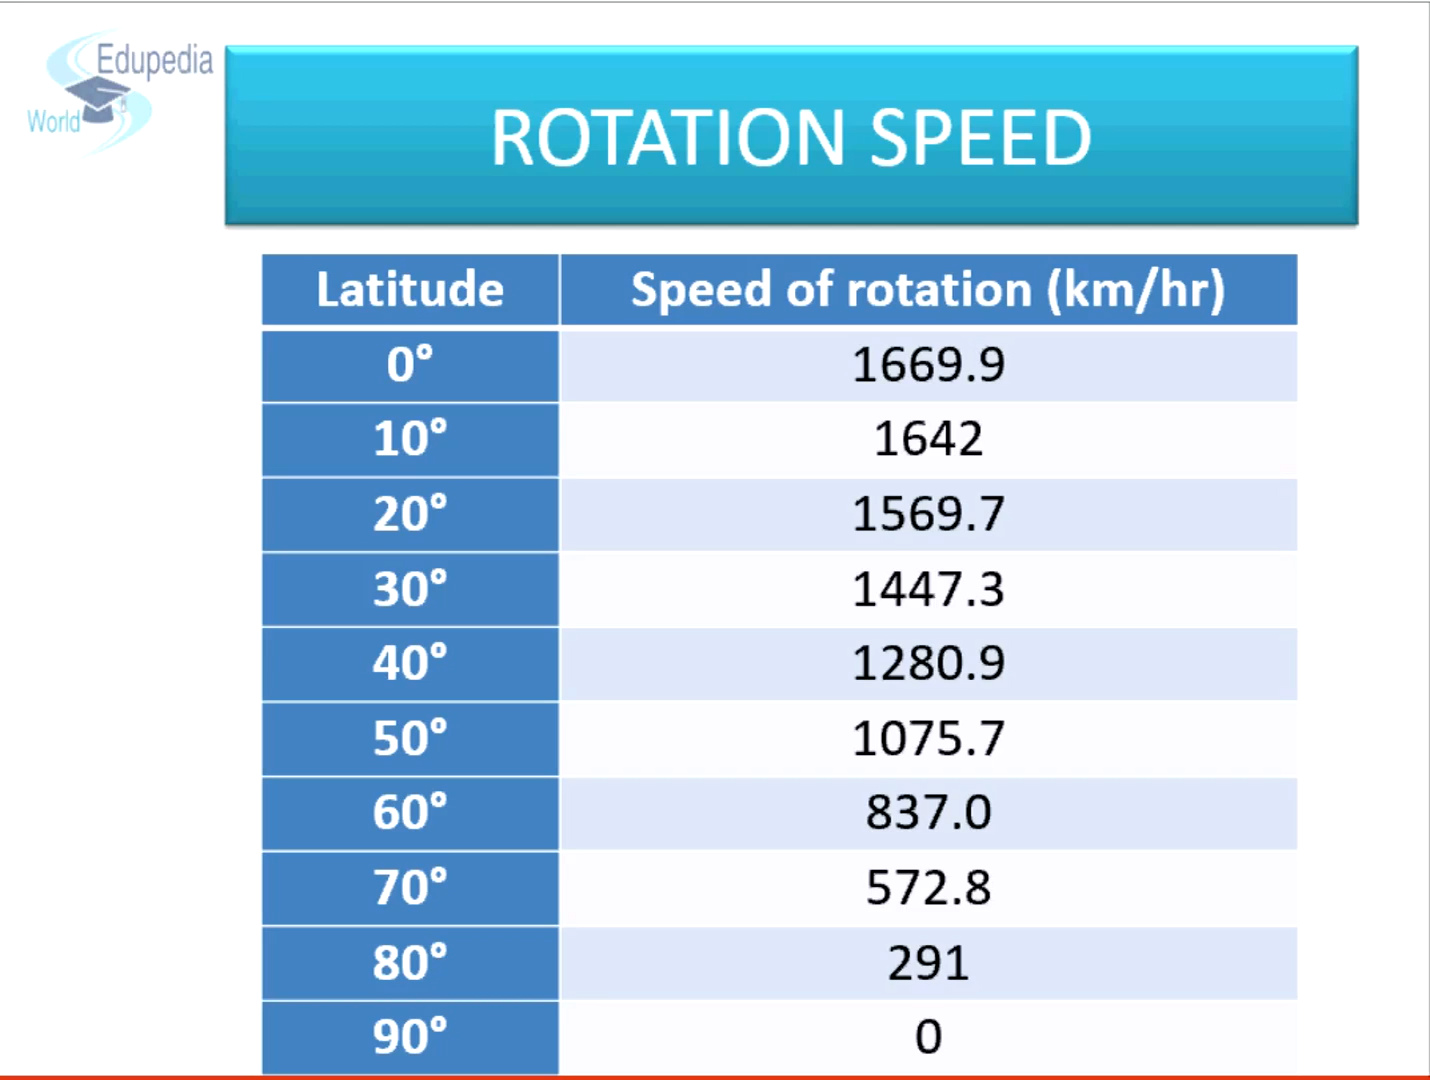 Edupedia
World
ROTATION SPEED
Latitude Speed of rotation (km/hr)
0° 1669.9
10° 1642
20° 1569.7
30° 1447.3
40° 1280.9
50° 1075.7
60° 837.0
70° 572.8
80° 291
90° 0